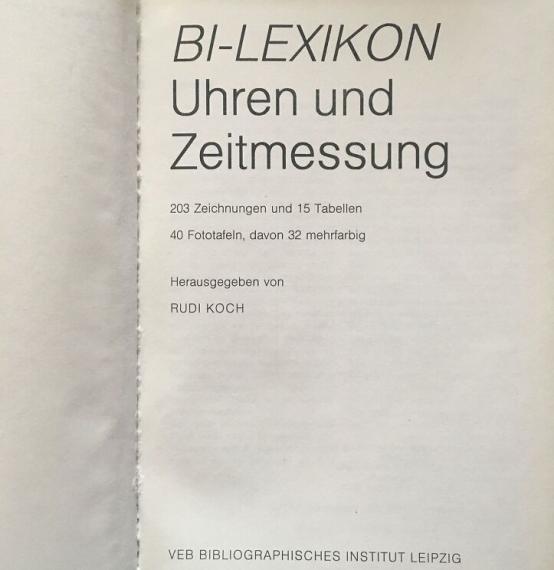 BI-LEXIKON
Uhren und
Zeitmessung
203 Zeichnungen und 15 Tabellen
40 Fototafeln, davon 32 mehrfarbig
Herausgegeben von
RUDI KOCH
VEB BIBLIOGRAPHISCHES INSTITUT LEIPZIG